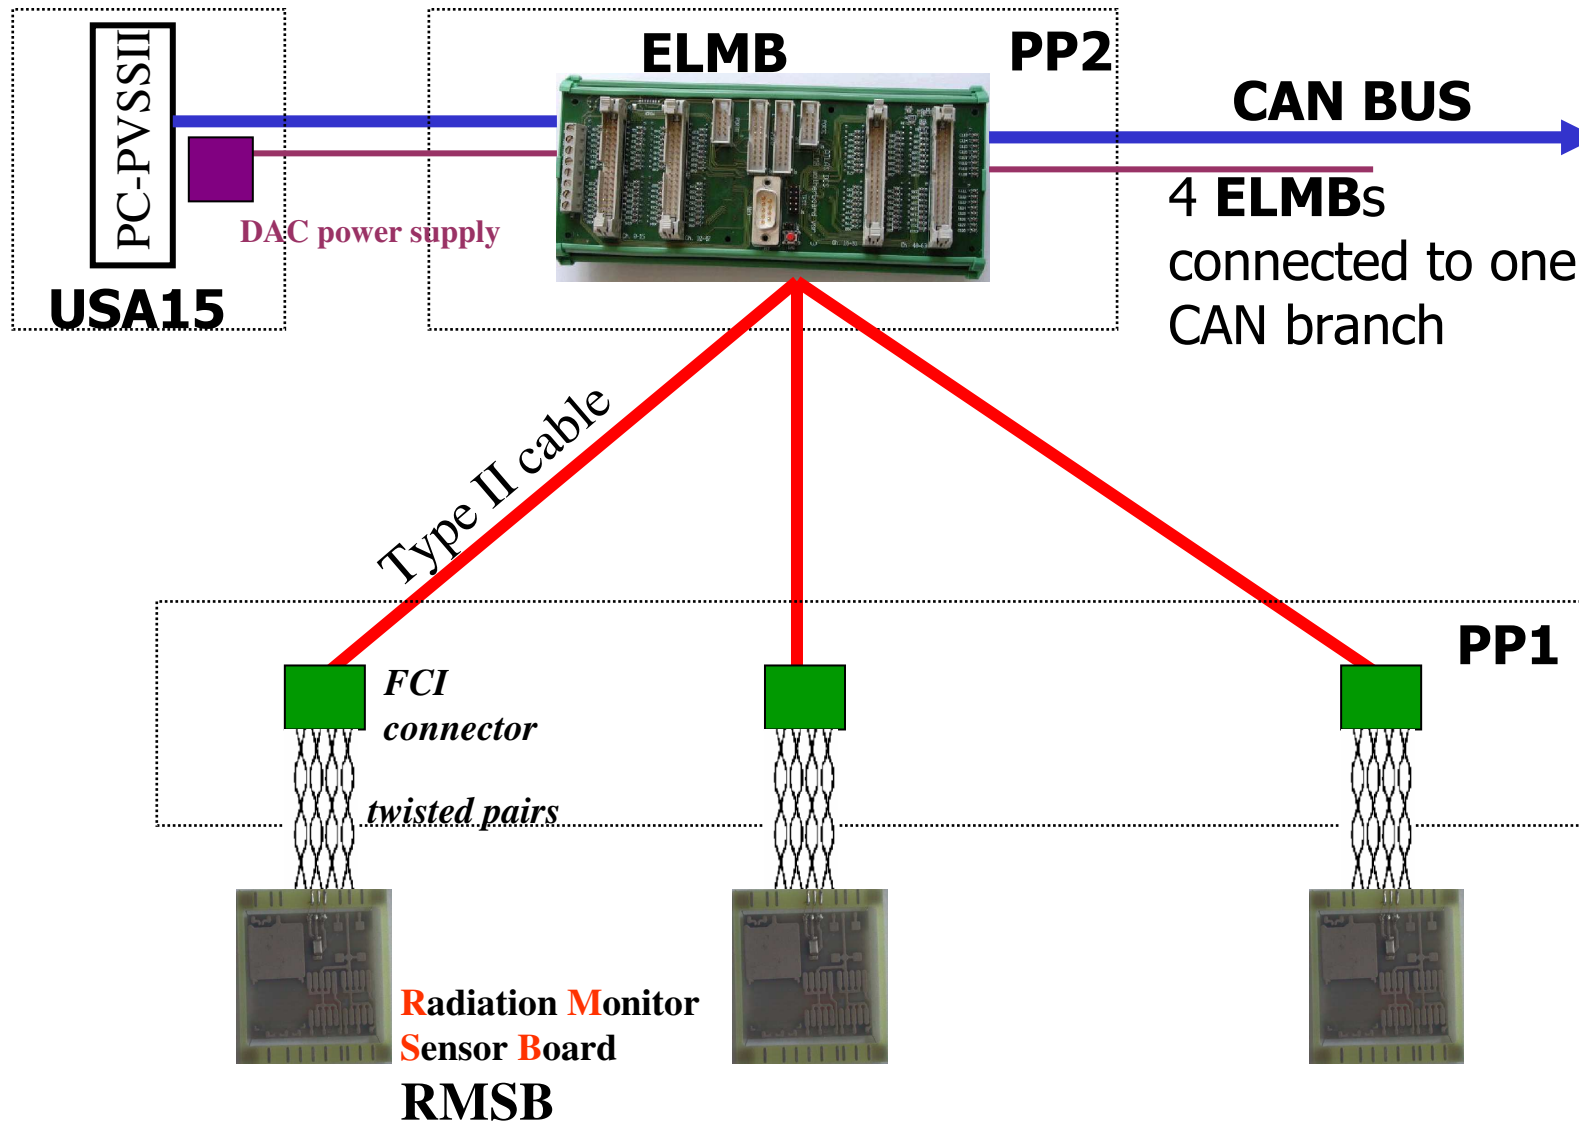 PC-PVSSII
USA15
DAC power supply
ELMB
PP2
CAN BUS
4 ELMBs
connected to one
CAN branch
Type II cable
PP1
FCI
connector
twisted pairs
Radiation Monitor
Sensor Board
RMSB